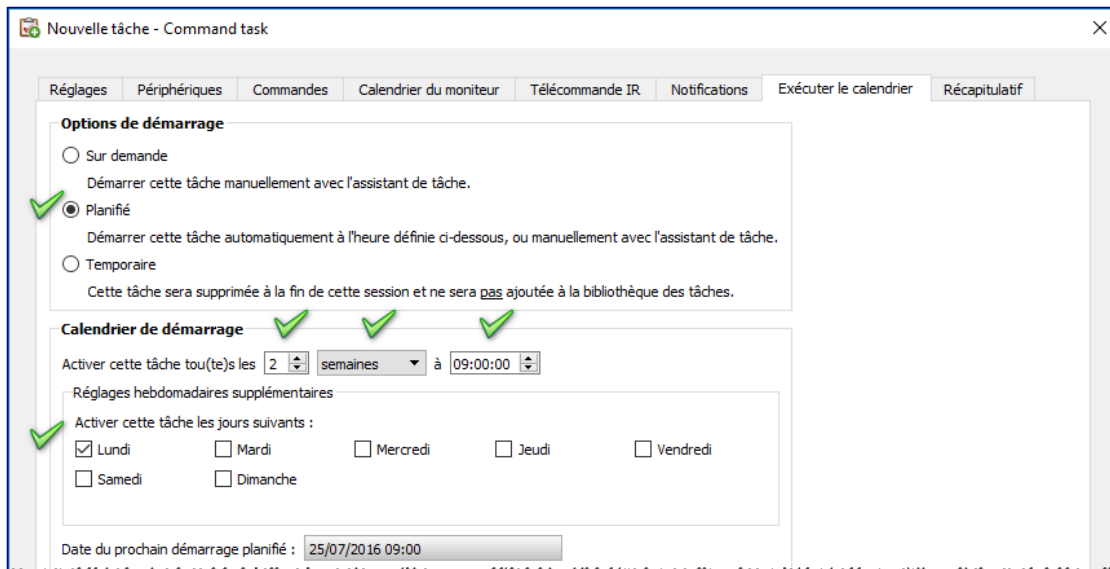 Nouvelle tâche - Command task
Réglages Périphériques Commandes Calendrier du moniteur Télécommande IR Notifications Exécuter le calendrier Récapitulatif
Options de démarrage
Sur demande
Démarrer cette tâche manuellement avec l'assistant de tâche.
Planifié
Démarrer cette tâche automatiquement à l'heure définie ci-dessous, ou manuellement avec l'assistant de tâche.
Temporaire
Cette tâche sera supprimée à la fin de cette session et ne sera pas ajoutée à la bibliothèque des tâches.
Calendrier de démarrage
Activer cette tâche tou(te)s les 2 semaines à 09:00:00
Réglages hebdomadaires supplémentaires
Activer cette tâche les jours suivants :
Lundi Mardi Mercredi Jeudi Vendredi
Samedi Dimanche
Date du prochain démarrage planifié : 25/07/2016 09:00